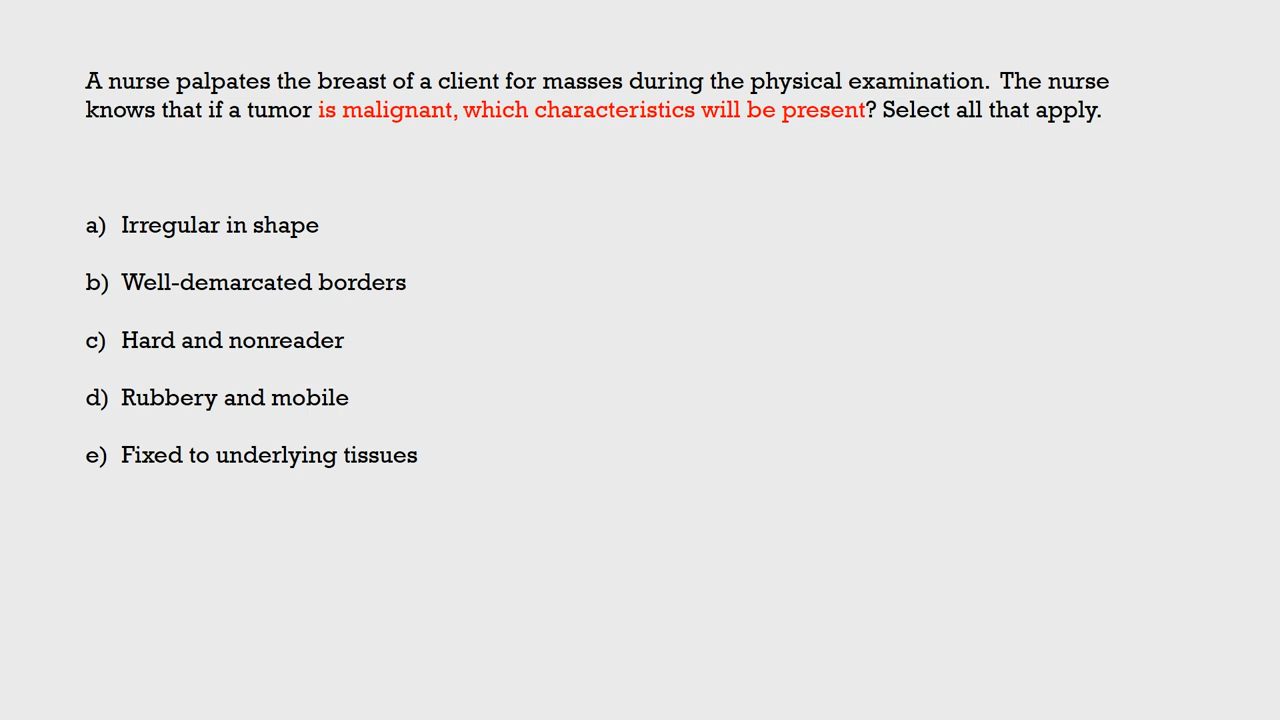 A nurse palpates the breast of a client for masses during the physical examination. The nurse
knows that if a tumor is malignant, which characteristics will be present? Select all that apply.
a) Irregular in shape
b) Well-demarcated borders
c) Hard and nonreader
d) Rubbery and mobile
e) Fixed to underlying tissues